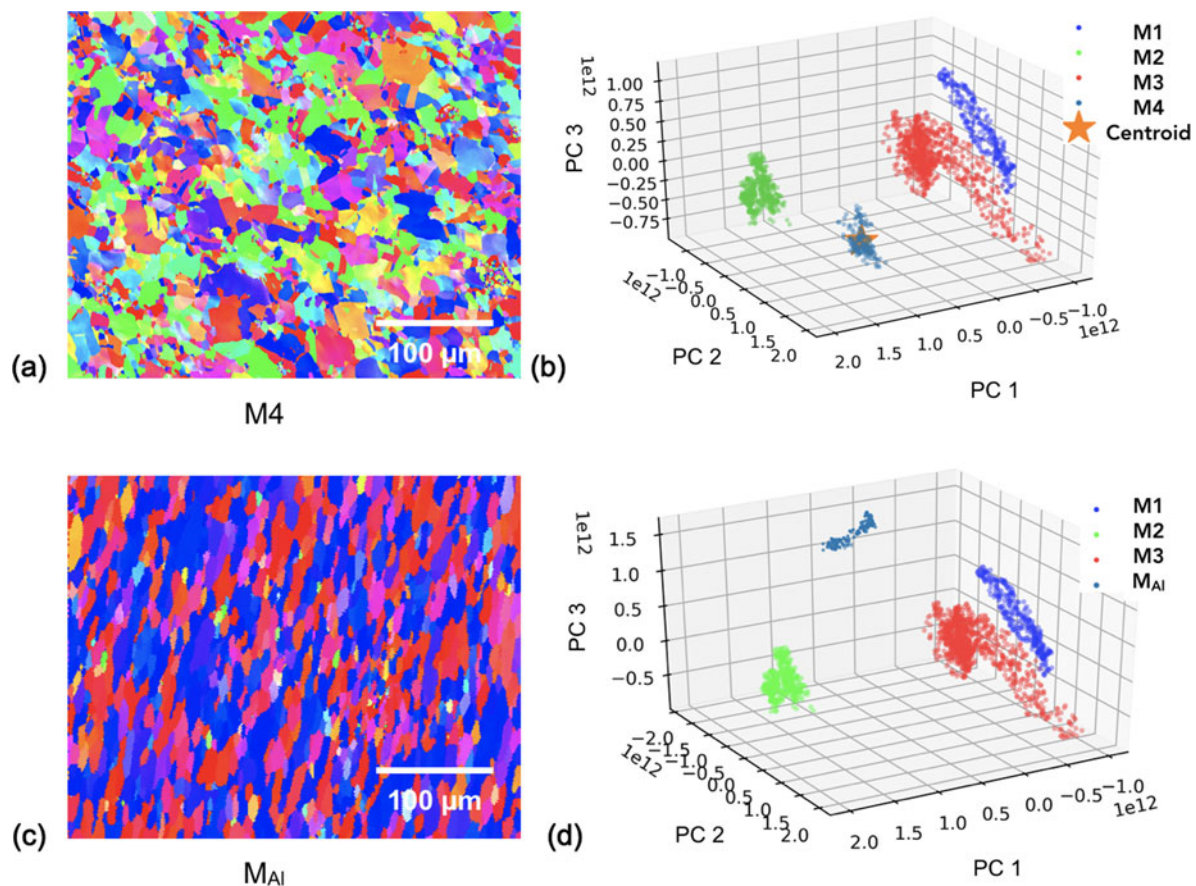 100 µm
(a)
M4
1e12
1.00
0.75
0.50
0.25
0.00
−0.25
−0.50
−0.75
PC 3
−1.0
−0.5
0.0
0.5
1.0
1.5
2.0
1e12
PC 2
2.0
1.5
1.0
0.5
0.0
−0.5
−1.0
1e12
PC 1
M1
M2
M3
M4
Centroid
(b)
100 µm
(c)
MAl
1e12
1.5
1.0
0.5
0.0
−0.5
PC 3
−2.0
−1.5
−1.0
−0.5
0.0
0.5
1.0
1.5
2.0
1e12
PC 2
2.0
1.5
1.0
0.5
0.0
−0.5
−1.0
1e12
PC 1
M1
M2
M3
MAl
(d)